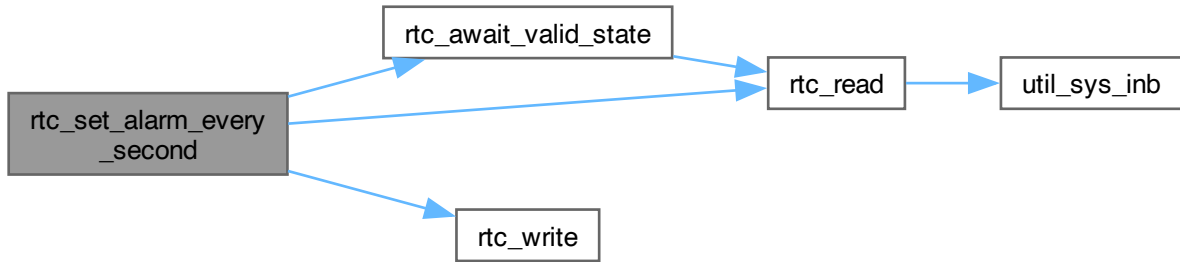 rtc_await_valid_state
rtc_read
util_sys_inb
rtc_set_alarm_every
_second
rtc_write